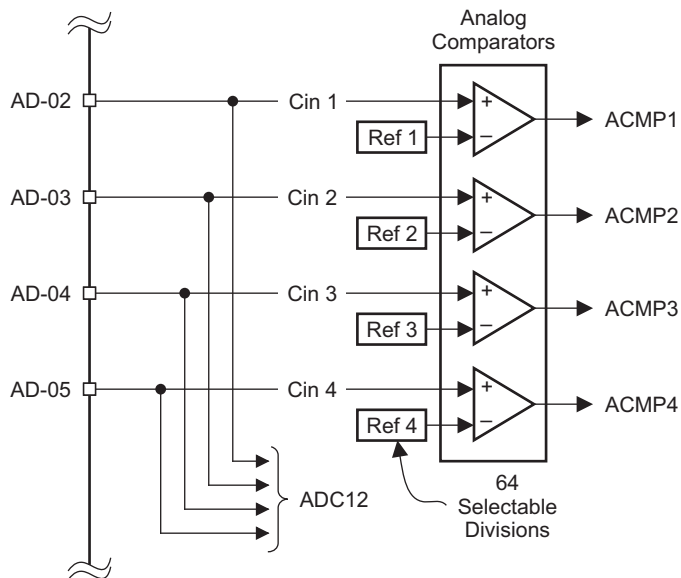 Analog
Comparators
AD-02
Cin 1
+
ACMP1
Ref 1
−
AD-03
Cin 2
+
ACMP2
Ref 2
−
AD-04
Cin 3
+
ACMP3
Ref 3
−
AD-05
Cin 4
+
ACMP4
Ref 4
−
ADC12
64
Selectable
Divisions